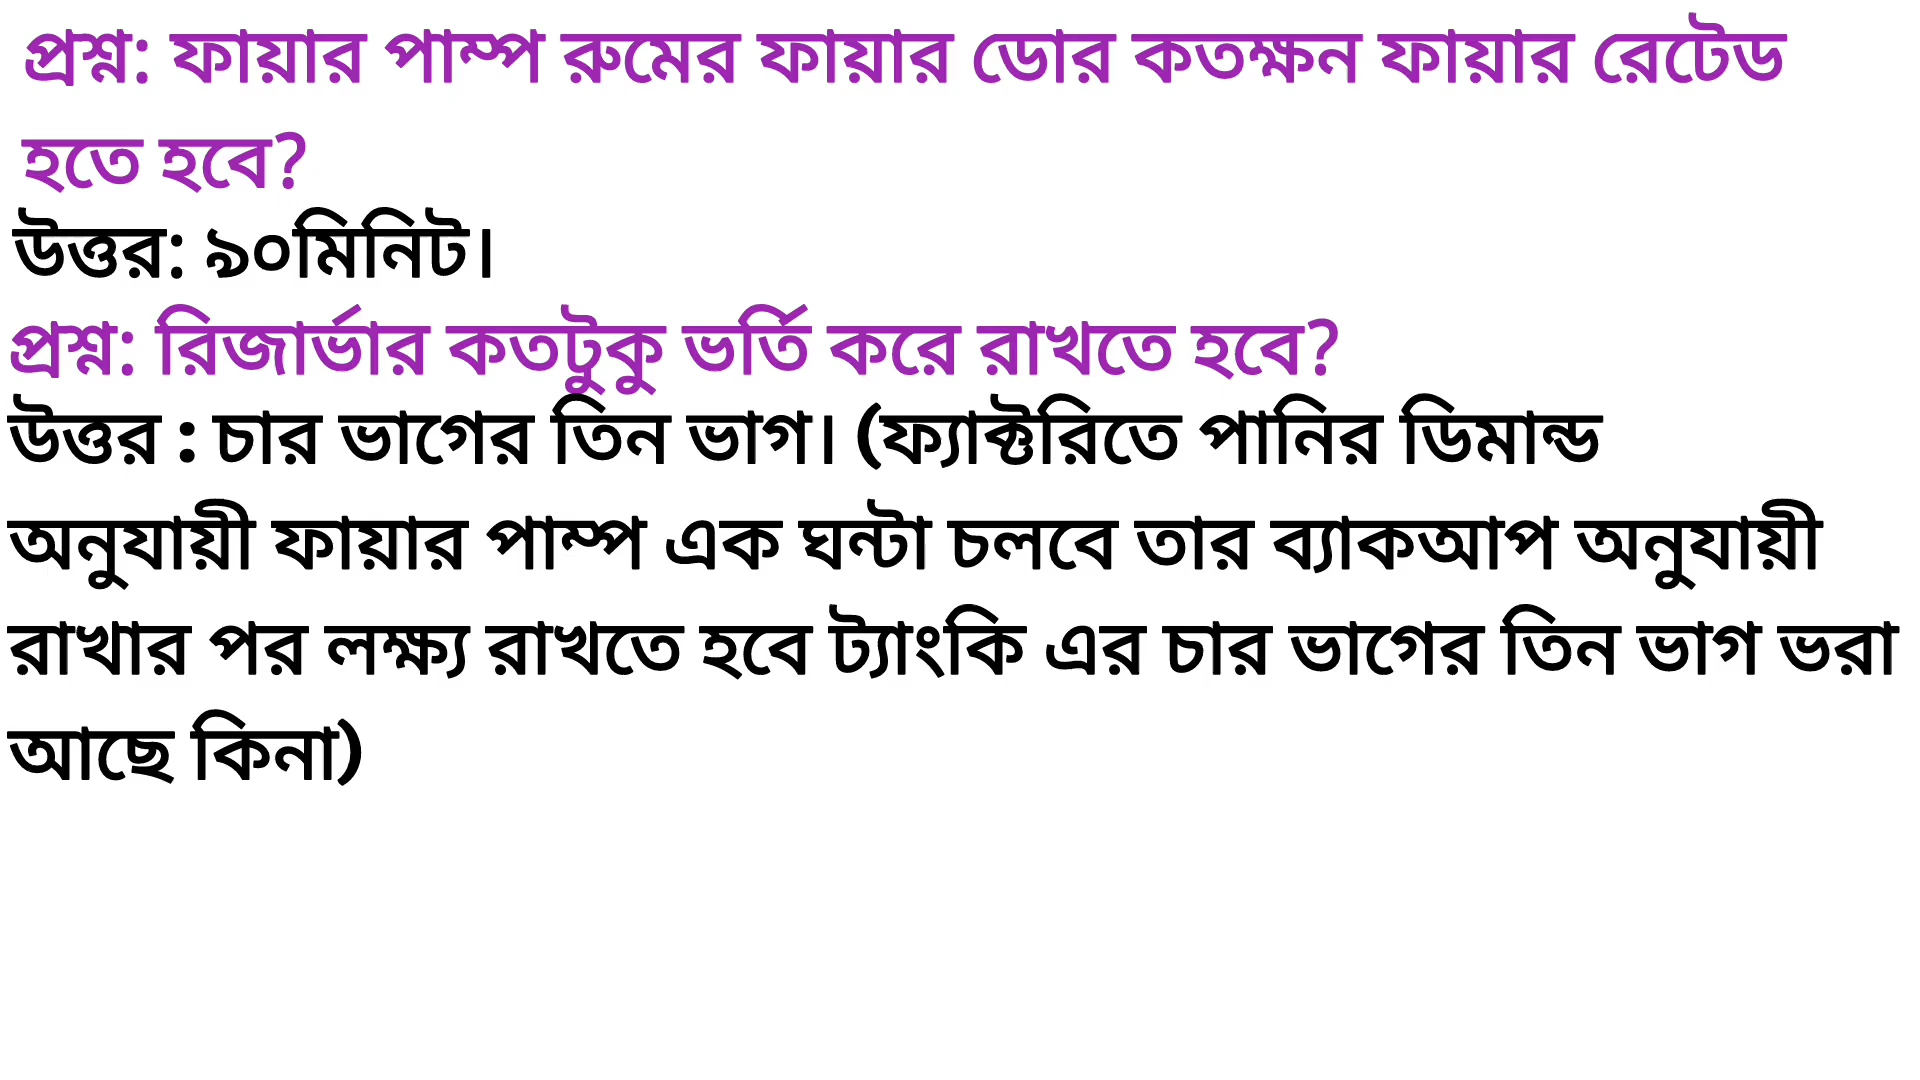 প্রশ্ন: ফায়ার পাম্প রুমের ফায়ার ডোর কতক্ষন ফায়ার রেটেড
হতে হবে?
উত্তর: ৯০মিনিট।
প্রশ্ন: রিজার্ভার কতটুকু ভর্তি করে রাখতে হবে?
উত্তর : চার ভাগের তিন ভাগ। (ফ্যাক্টরিতে পানির ডিমান্ড
অনুযায়ী ফায়ার পাম্প এক ঘন্টা চলবে তার ব্যাকআপ অনুযায়ী
রাখার পর লক্ষ্য রাখতে হবে ট্যাংকি এর চার ভাগের তিন ভাগ ভরা
আছে কিনা)